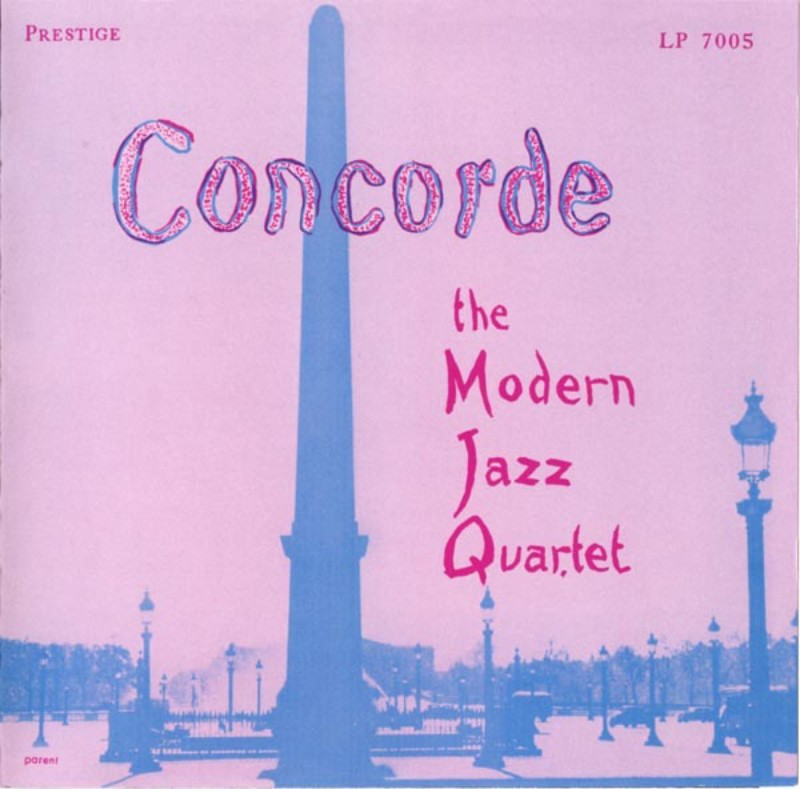 PRESTIGE
LP 7005
Concorde
the
Modern
Jazz
Quartet
parent